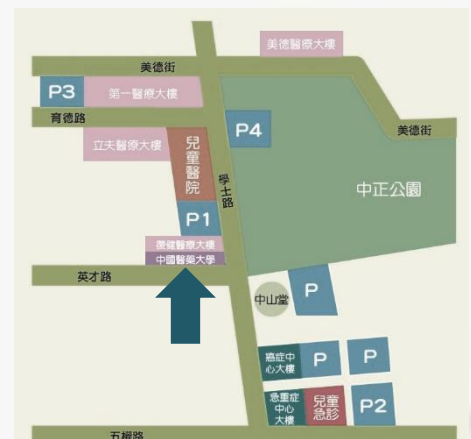 美德醫療大樓
美德街
P3
第一醫療大樓
育德路
P4
美德街
立夫醫療大樓
兒童醫院
學士路
中正公園
P1
復健醫療大樓
中國醫藥大學
英才路
P
中山堂
癌症中
心大樓
P
P
急重症
中心
大樓
兒童
急診
P2
五權路